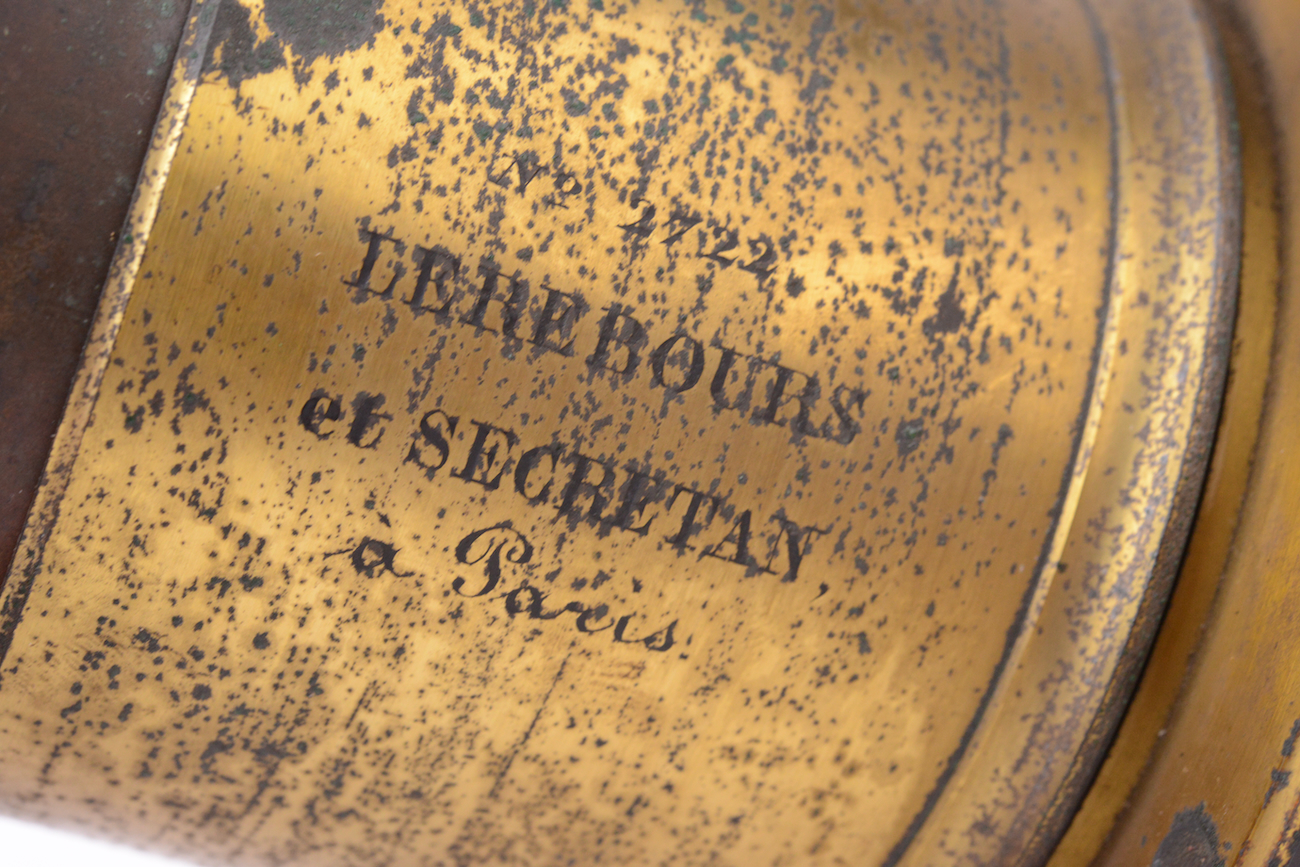 No 4722
LEREBOURS
et SECRETAN,
a Paris.